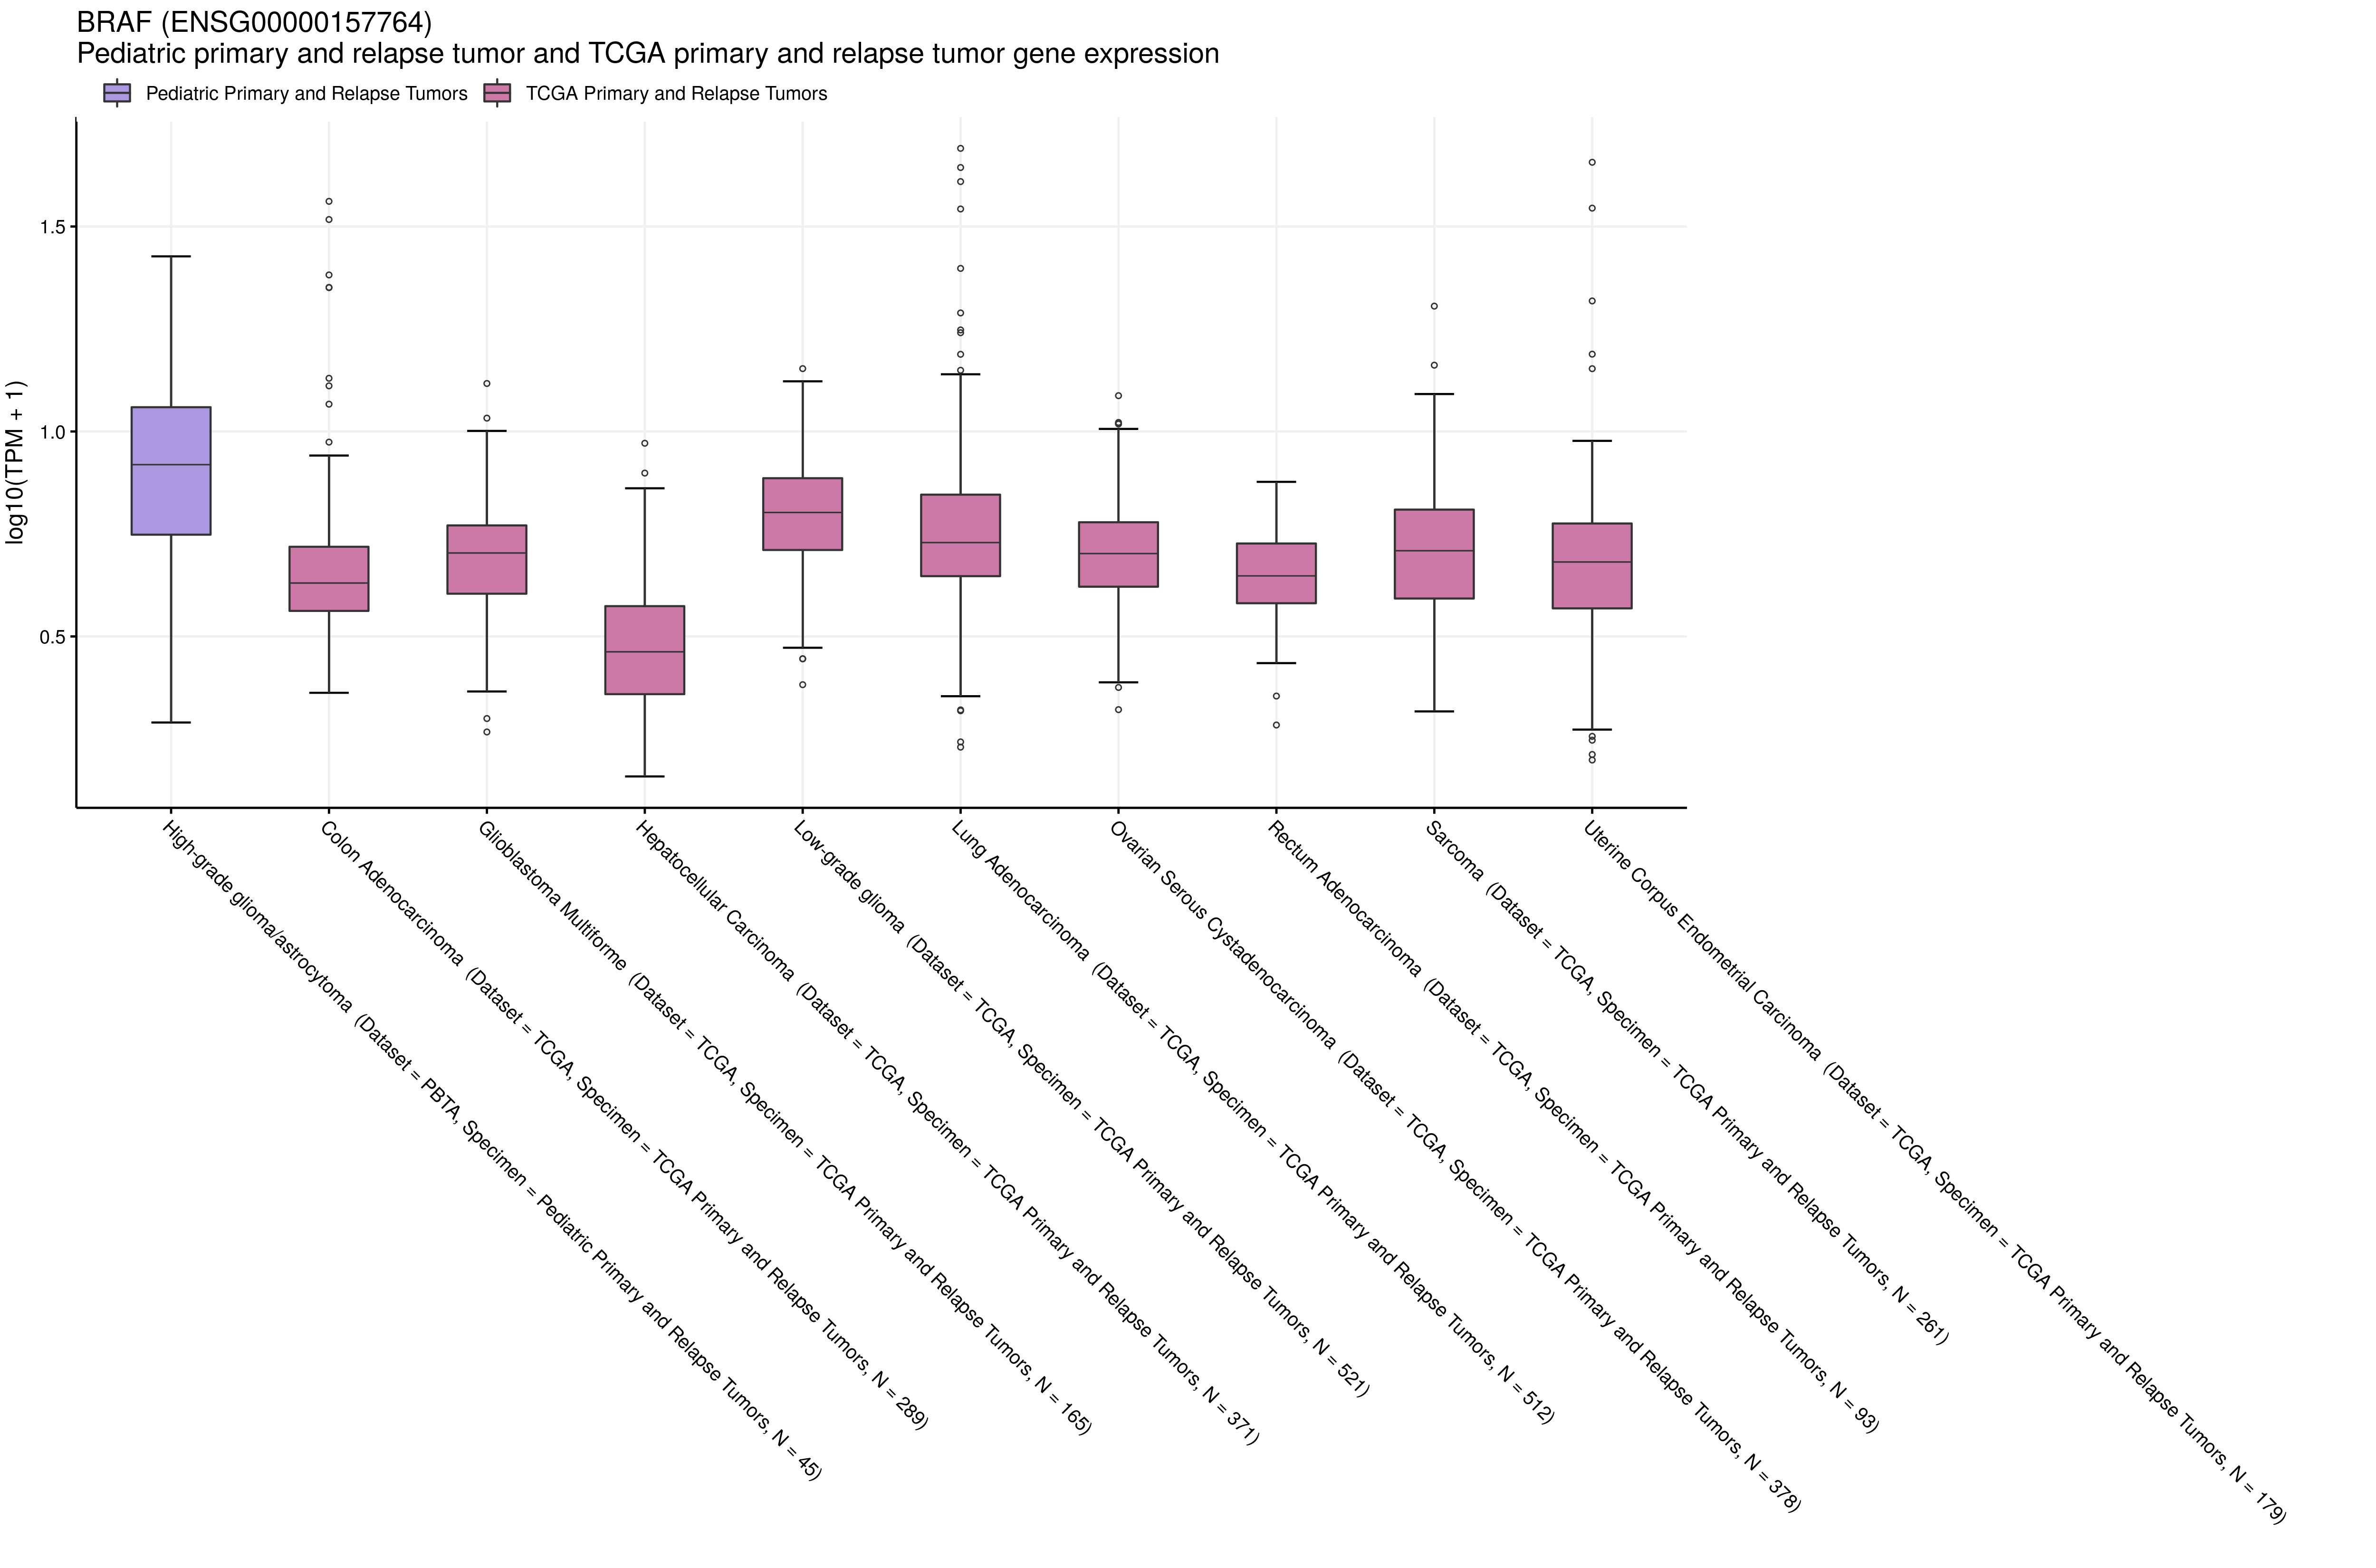 BRAF (ENSG00000157764)
Pediatric primary and relapse tumor and TCGA primary and relapse tumor gene expression
Pediatric Primary and Relapse Tumors
TCGA Primary and Relapse Tumors
log10(TPM + 1)
1.5
1.0
0.5
High-grade glioma/astrocytoma (Dataset = PBTA, Specimen = Pediatric Primary and Relapse Tumors, N = 45)
Colon Adenocarcinoma (Dataset = TCGA, Specimen = TCGA Primary and Relapse Tumors, N = 289)
Glioblastoma Multiforme (Dataset = TCGA, Specimen = TCGA Primary and Relapse Tumors, N = 165)
Hepatocellular Carcinoma (Dataset = TCGA, Specimen = TCGA Primary and Relapse Tumors, N = 371)
Low-grade glioma (Dataset = TCGA, Specimen = TCGA Primary and Relapse Tumors, N = 521)
Lung Adenocarcinoma (Dataset = TCGA, Specimen = TCGA Primary and Relapse Tumors, N = 512)
Ovarian Serous Cystadenocarcinoma (Dataset = TCGA, Specimen = TCGA Primary and Relapse Tumors, N = 378)
Rectum Adenocarcinoma (Dataset = TCGA, Specimen = TCGA Primary and Relapse Tumors, N = 93)
Sarcoma (Dataset = TCGA, Specimen = TCGA Primary and Relapse Tumors, N = 261)
Uterine Corpus Endometrial Carcinoma (Dataset = TCGA, Specimen = TCGA Primary and Relapse Tumors, N = 179)